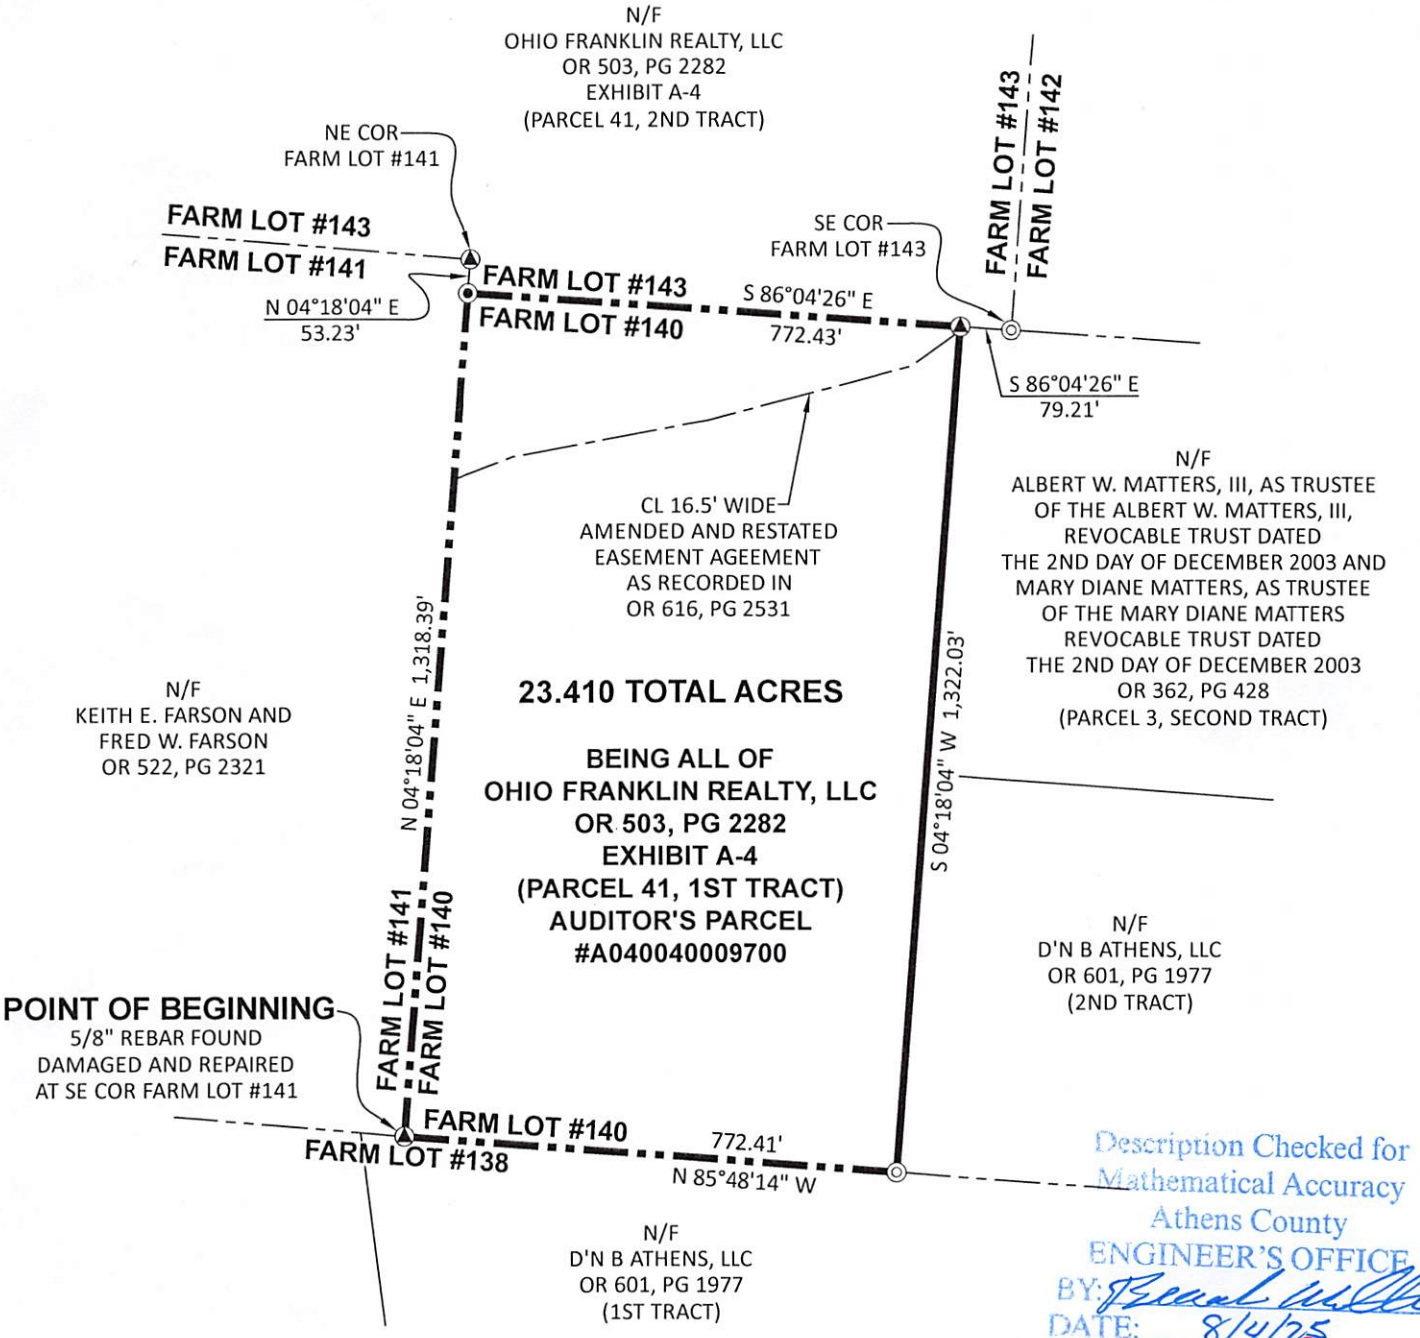 N/F
OHIO FRANKLIN REALTY, LLC
OR 503, PG 2282
EXHIBIT A-4
(PARCEL 41, 2ND TRACT)
FARM LOT #143
FARM LOT #142
NE COR
FARM LOT #141
FARM LOT #143
FARM LOT #141
N 04°18'04" E
53.23'
SE COR
FARM LOT #143
FARM LOT #143
FARM LOT #140
S 86°04'26" E
772.43'
S 86°04'26" E
79.21'
CL 16.5' WIDE
AMENDED AND RESTATED
EASEMENT AGEEMENT
AS RECORDED IN
OR 616, PG 2531
N/F
ALBERT W. MATTERS, III, AS TRUSTEE
OF THE ALBERT W. MATTERS, III,
REVOCABLE TRUST DATED
THE 2ND DAY OF DECEMBER 2003 AND
MARY DIANE MATTERS, AS TRUSTEE
OF THE MARY DIANE MATTERS
REVOCABLE TRUST DATED
THE 2ND DAY OF DECEMBER 2003
OR 362, PG 428
(PARCEL 3, SECOND TRACT)
N/F
KEITH E. FARSON AND
FRED W. FARSON
OR 522, PG 2321
N 04°18'04" E 1,318.39'
S 04°18'04" W 1,322.03'
23.410 TOTAL ACRES
BEING ALL OF
OHIO FRANKLIN REALTY, LLC
OR 503, PG 2282
EXHIBIT A-4
(PARCEL 41, 1ST TRACT)
AUDITOR'S PARCEL
#A040040009700
FARM LOT #141
FARM LOT #140
N/F
D'N B ATHENS, LLC
OR 601, PG 1977
(2ND TRACT)
POINT OF BEGINNING
5/8" REBAR FOUND
DAMAGED AND REPAIRED
AT SE COR FARM LOT #141
FARM LOT #140
FARM LOT #138
772.41'
N 85°48'14" W
N/F
D'N B ATHENS, LLC
OR 601, PG 1977
(1ST TRACT)
Description Checked for
Mathematical Accuracy
Athens County
ENGINEER'S OFFICE
BY:
DATE: 8/4/25